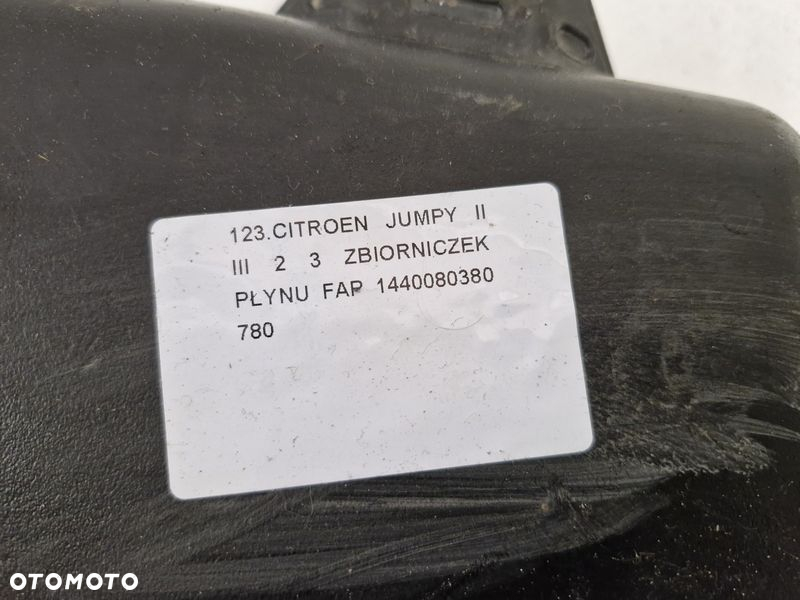 123.CITROEN JUMPY II
III 2 3 ZBIORNICZEK
PŁYNU FAP 1440080380
780
OTOMOTO